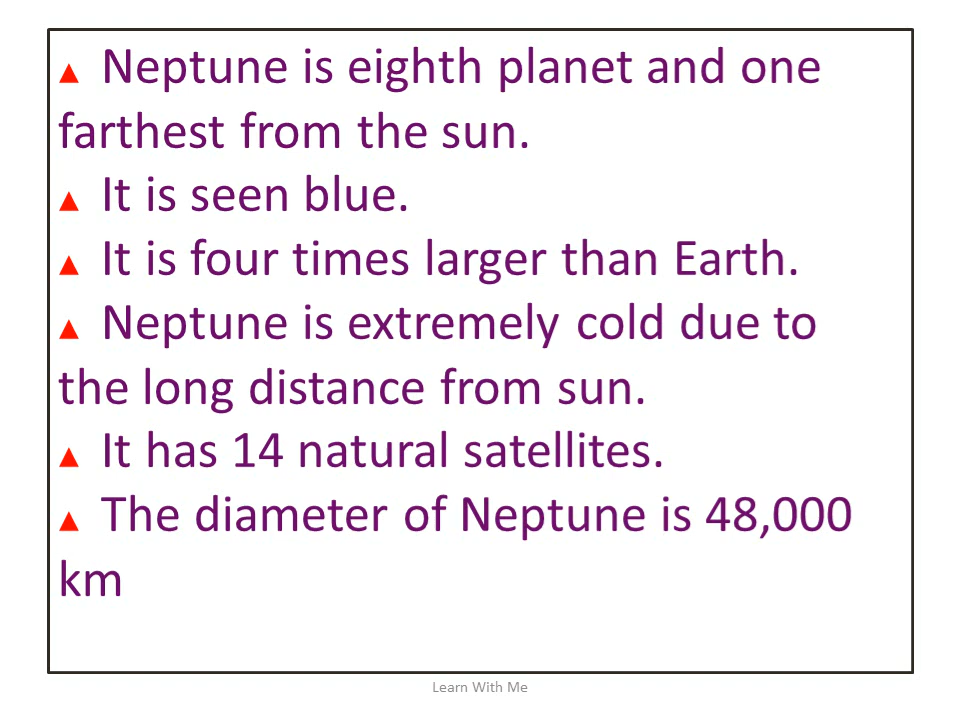 ▲ Neptune is eighth planet and one
farthest from the sun.
▲ It is seen blue.
▲ It is four times larger than Earth.
▲ Neptune is extremely cold due to
the long distance from sun.
▲ It has 14 natural satellites.
▲ The diameter of Neptune is 48,000
km
Learn With Me